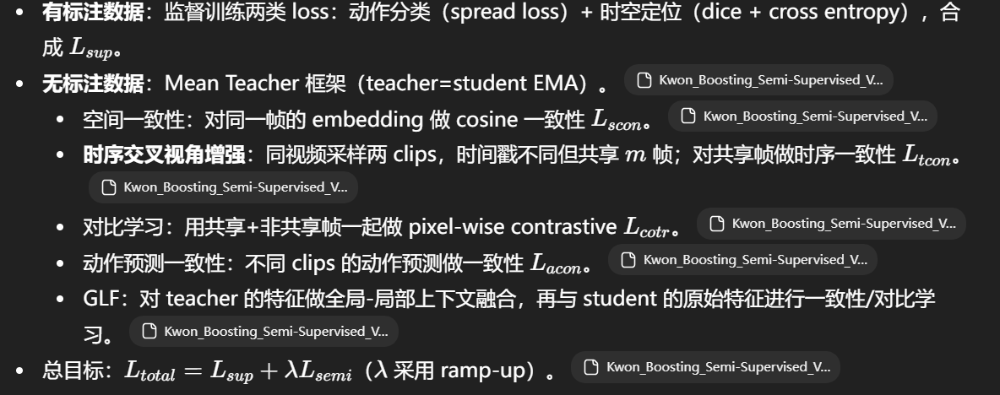 • 有标注数据：监督训练两类 loss：动作分类（spread loss）+ 时空定位（dice + cross entropy），合
成 L_{sup}。
• 无标注数据：Mean Teacher 框架（teacher=student EMA）。 Kwon_Boosting_Semi-Supervised_V...
• 空间一致性：对同一帧的 embedding 做 cosine 一致性 L_{scon}。 Kwon_Boosting_Semi-Supervised_V...
• 时序交叉视角增强：同视频采样两 clips，时间戳不同但共享 m 帧；对共享帧做时序一致性 L_{tcon}。
Kwon_Boosting_Semi-Supervised_V...
• 对比学习：用共享+非共享帧一起做 pixel-wise contrastive L_{cotr}。 Kwon_Boosting_Semi-Supervised_V...
• 动作预测一致性：不同 clips 的动作预测做一致性 L_{acon}。 Kwon_Boosting_Semi-Supervised_V...
• GLF：对 teacher 的特征做全局-局部上下文融合，再与 student 的原始特征进行一致性/对比学
习。 Kwon_Boosting_Semi-Supervised_V...
• 总目标：L_{total} = L_{sup} + λL_{semi}（λ 采用 ramp-up）。 Kwon_Boosting_Semi-Supervised_V...